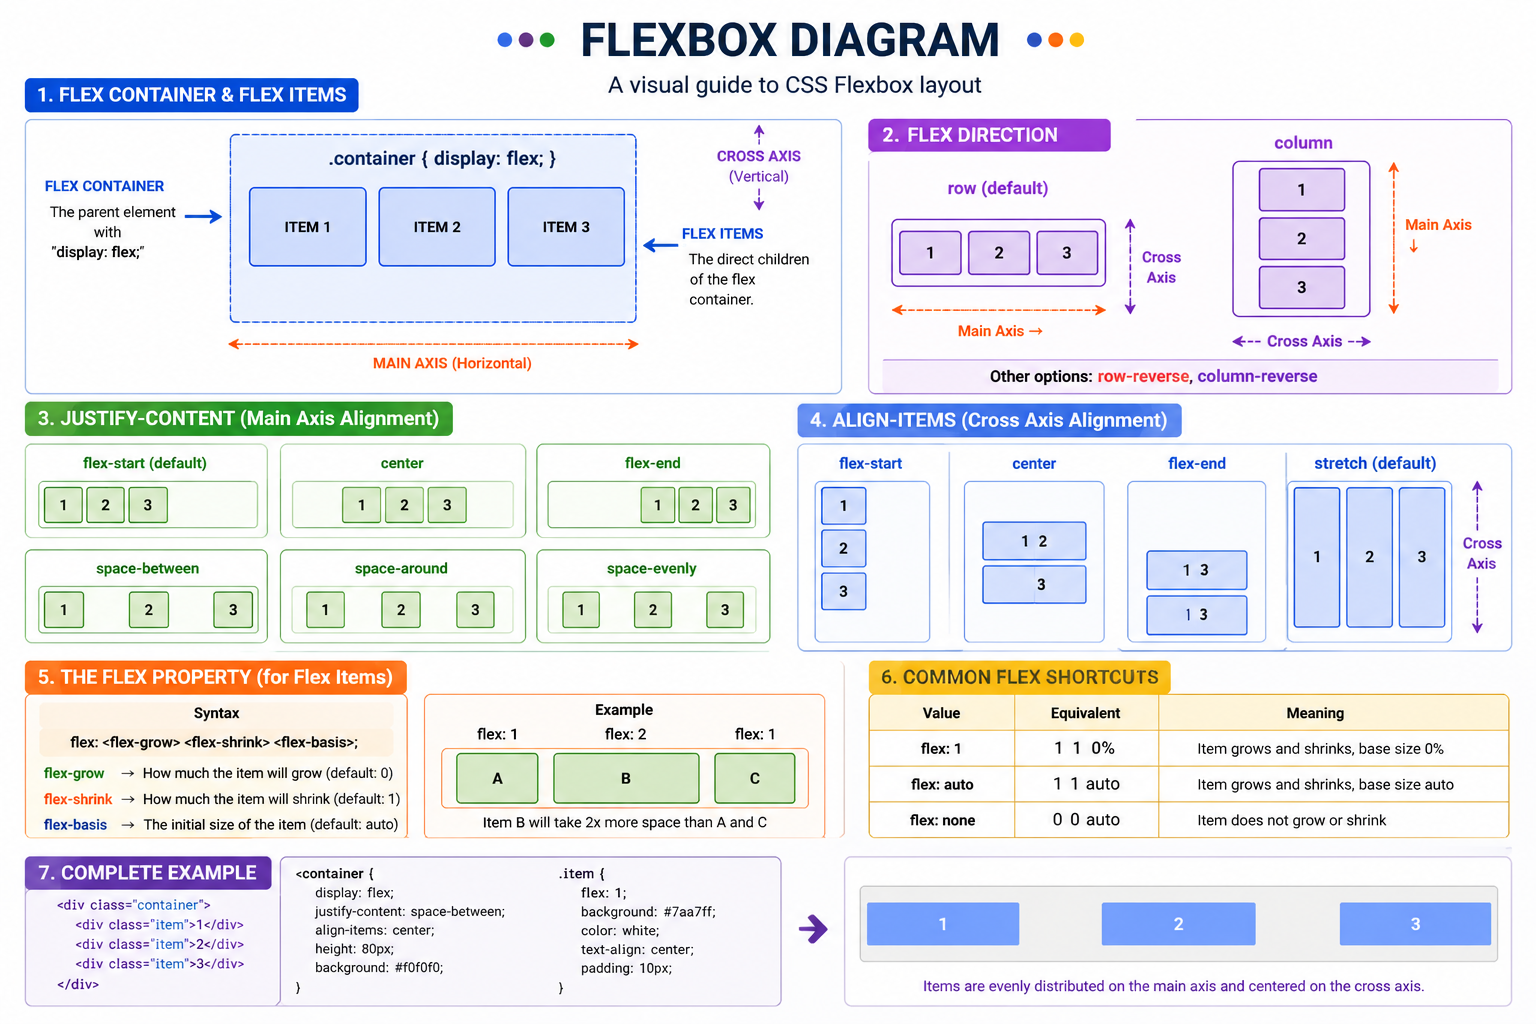 FLEXBOX DIAGRAM
A visual guide to CSS Flexbox layout
1. FLEX CONTAINER & FLEX ITEMS
.container { display: flex; }
FLEX CONTAINER
The parent element
with
"display: flex;"
ITEM 1
ITEM 2
ITEM 3
CROSS AXIS
(Vertical)
FLEX ITEMS
The direct children
of the flex
container.
MAIN AXIS (Horizontal)
2. FLEX DIRECTION
row (default)
1 2 3
Cross
Axis
Main Axis →
column
1
2
3
Main Axis
↓
Cross Axis
Other options: row-reverse, column-reverse
3. JUSTIFY-CONTENT (Main Axis Alignment)
flex-start (default)
1 2 3
center
1 2 3
flex-end
1 2 3
space-between
1 2 3
space-around
1 2 3
space-evenly
1 2 3
4. ALIGN-ITEMS (Cross Axis Alignment)
flex-start
1
2
3
center
1 2
3
flex-end
1 3
1 3
stretch (default)
1 2 3
Cross
Axis
5. THE FLEX PROPERTY (for Flex Items)
Syntax
flex: <flex-grow> <flex-shrink> <flex-basis>;
flex-grow → How much the item will grow (default: 0)
flex-shrink → How much the item will shrink (default: 1)
flex-basis → The initial size of the item (default: auto)
Example
flex: 1 flex: 2 flex: 1
A B C
Item B will take 2x more space than A and C
6. COMMON FLEX SHORTCUTS
Value Equivalent Meaning
flex: 1 1 1 0% Item grows and shrinks, base size 0%
flex: auto 1 1 auto Item grows and shrinks, base size auto
flex: none 0 0 auto Item does not grow or shrink
7. COMPLETE EXAMPLE
<div class="container">
<div class="item">1</div>
<div class="item">2</div>
<div class="item">3</div>
</div>
<container {
display: flex;
justify-content: space-between;
align-items: center;
height: 80px;
background: #f0f0f0;
}
.item {
flex: 1;
background: #7aa7ff;
color: white;
text-align: center;
padding: 10px;
}
1 2 3
Items are evenly distributed on the main axis and centered on the cross axis.